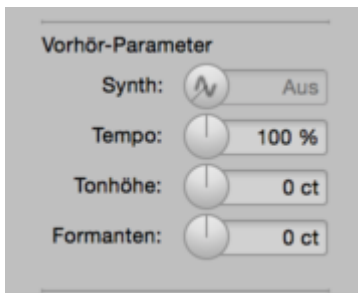 Vorhör-Parameter
Synth: Aus
Tempo: 100 %
Tonhöhe: 0 ct
Formanten: 0 ct